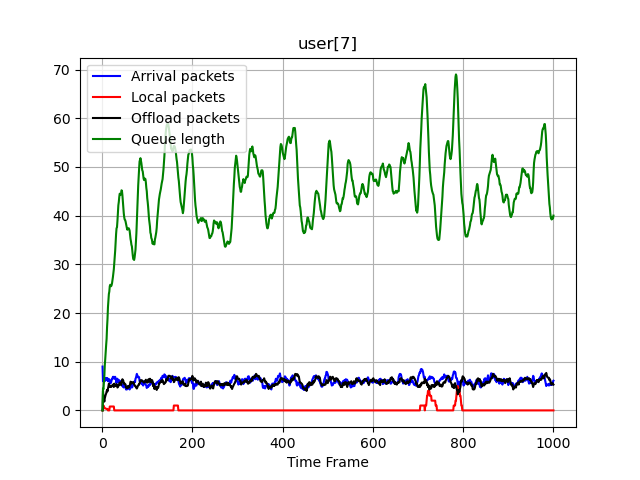 user[7]
70
60
50
40
30
20
10
0
Arrival packets
Local packets
Offload packets
Queue length
0
200
400
600
800
1000
Time Frame